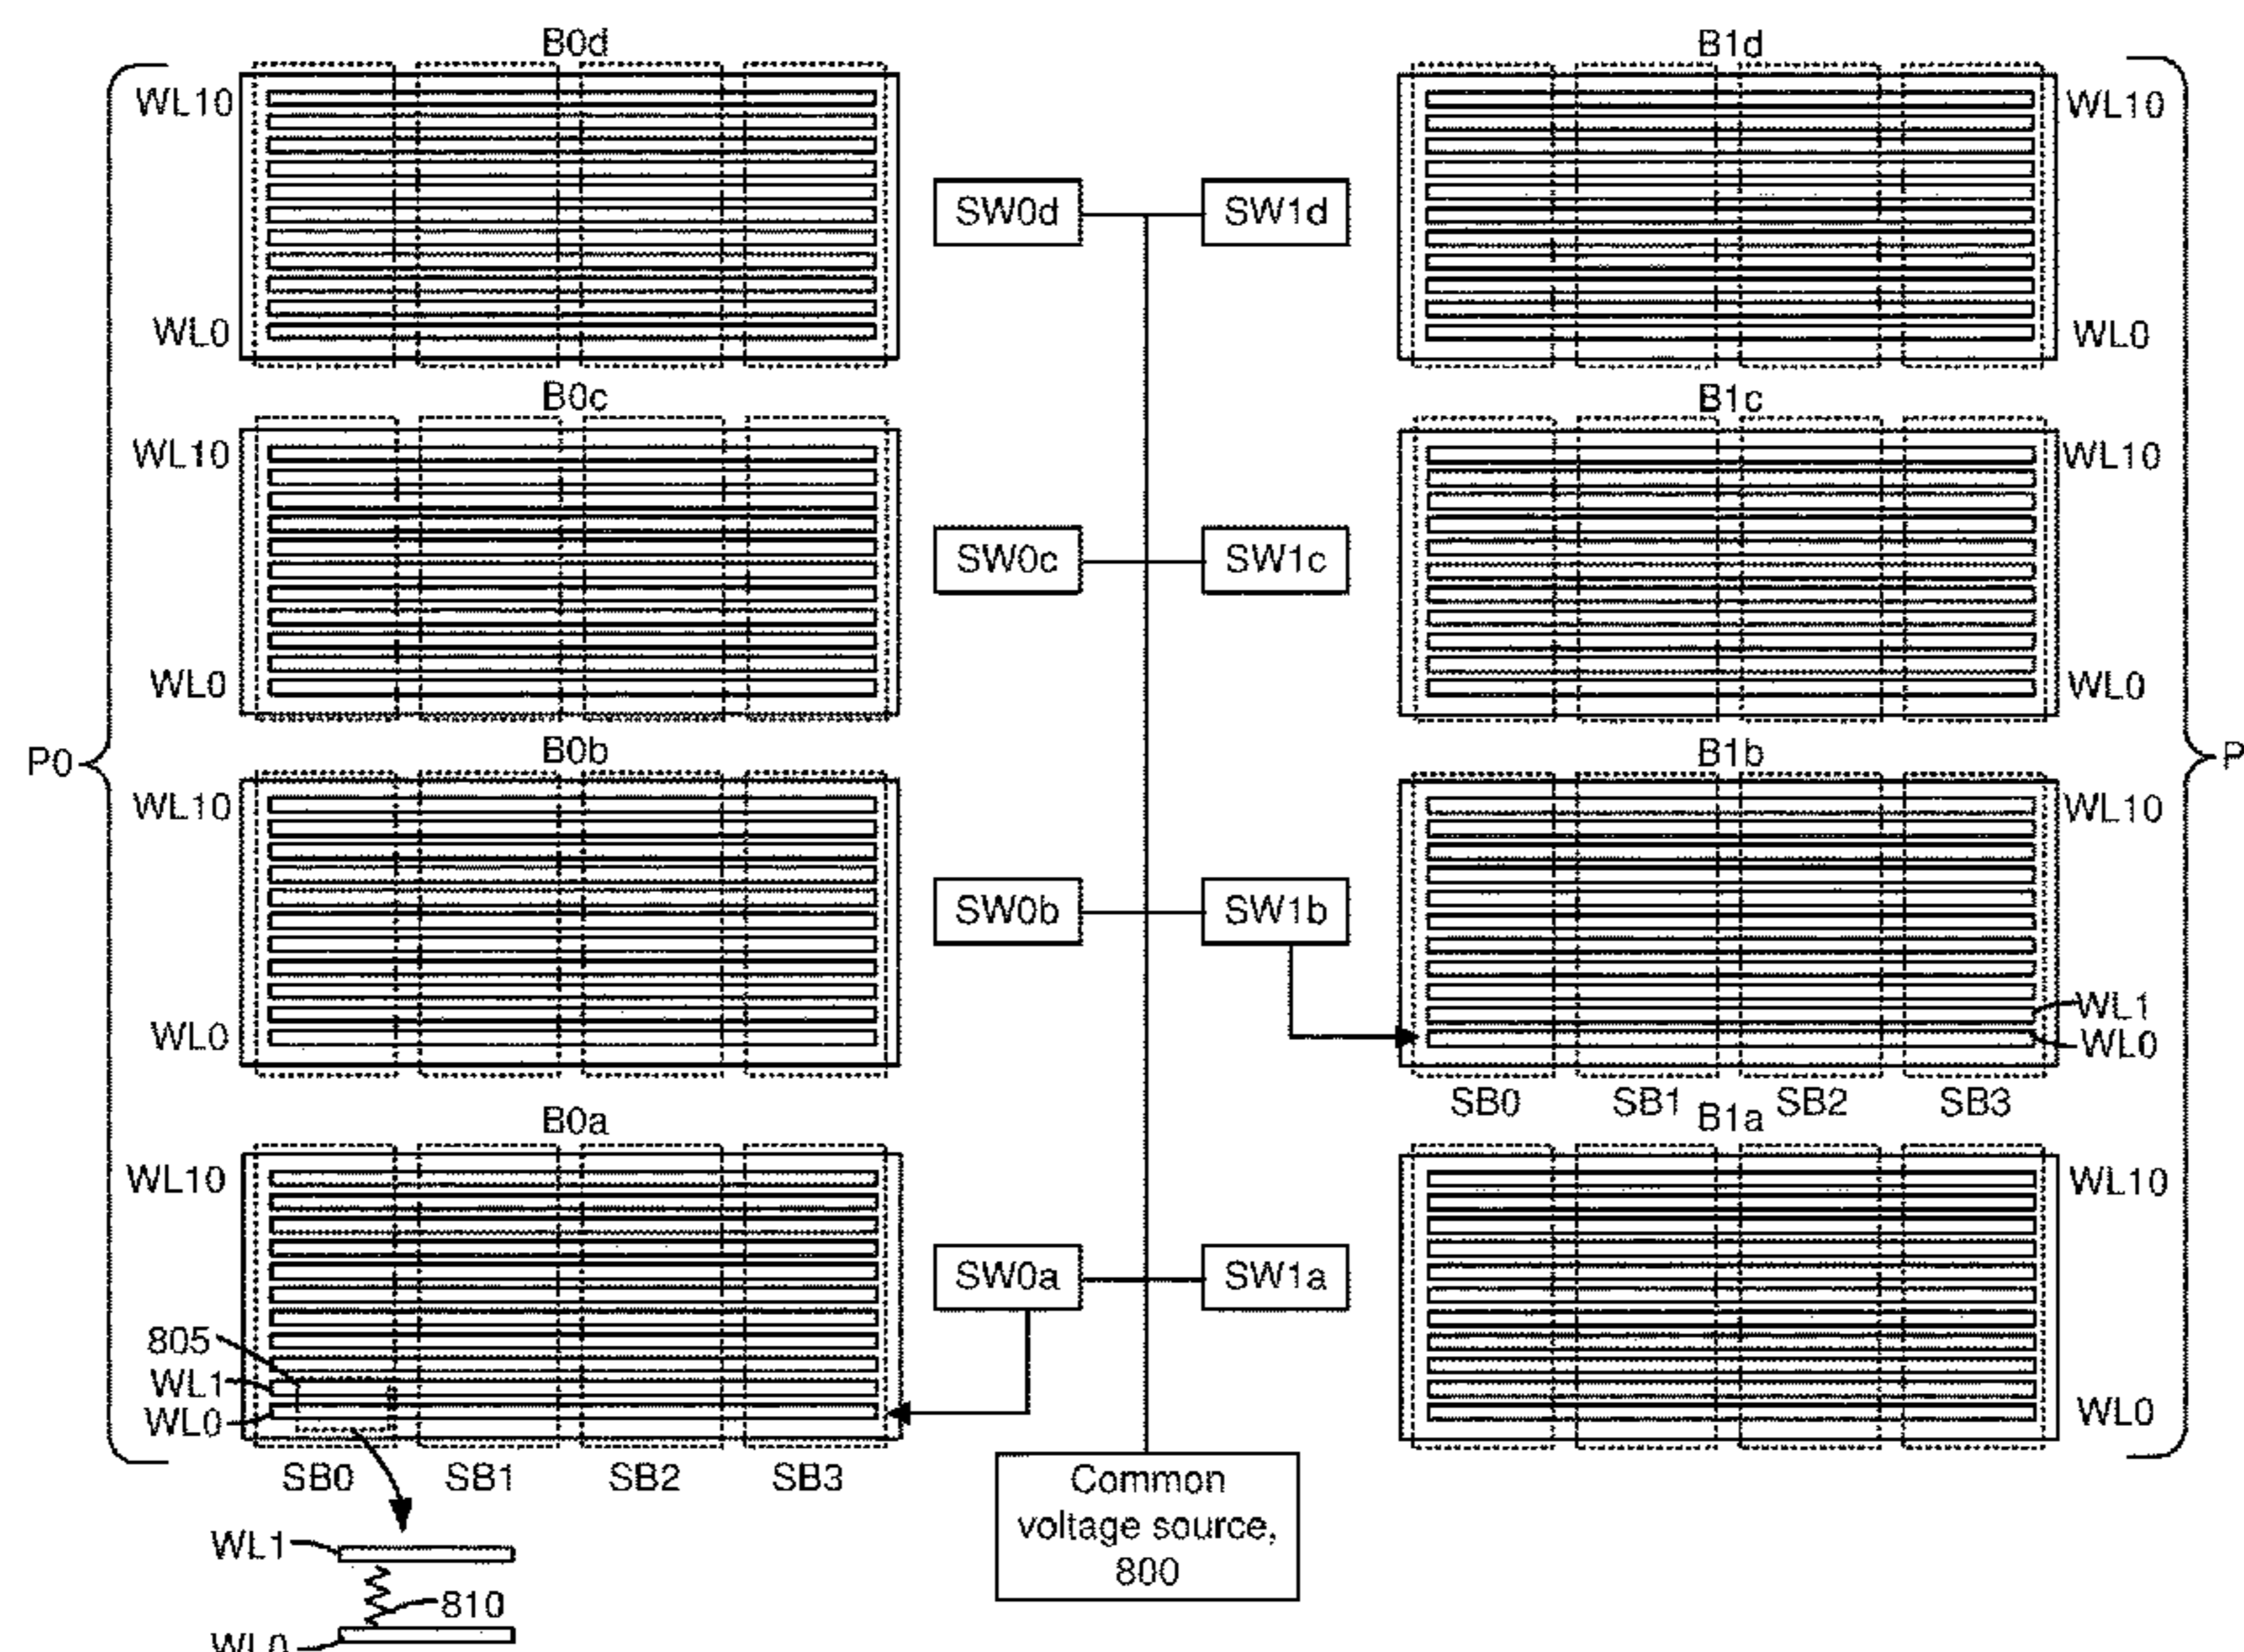 B0d B1d
WL10 WL10
SW0d SW1d
WL0 WL0
B0c B1c
WL10 WL10
SW0c SW1c
WL0 WL0
P0 B0b B1b P
WL10 WL10
SW0b SW1b
WL1
WL0 WL0
SB0 SB1 SB2 SB3
B0a B1a
WL10 WL10
SW0a SW1a
805
WL1
WL0 WL0
SB0 SB1 SB2 SB3
Common
voltage source,
800
WL1
810
WL0